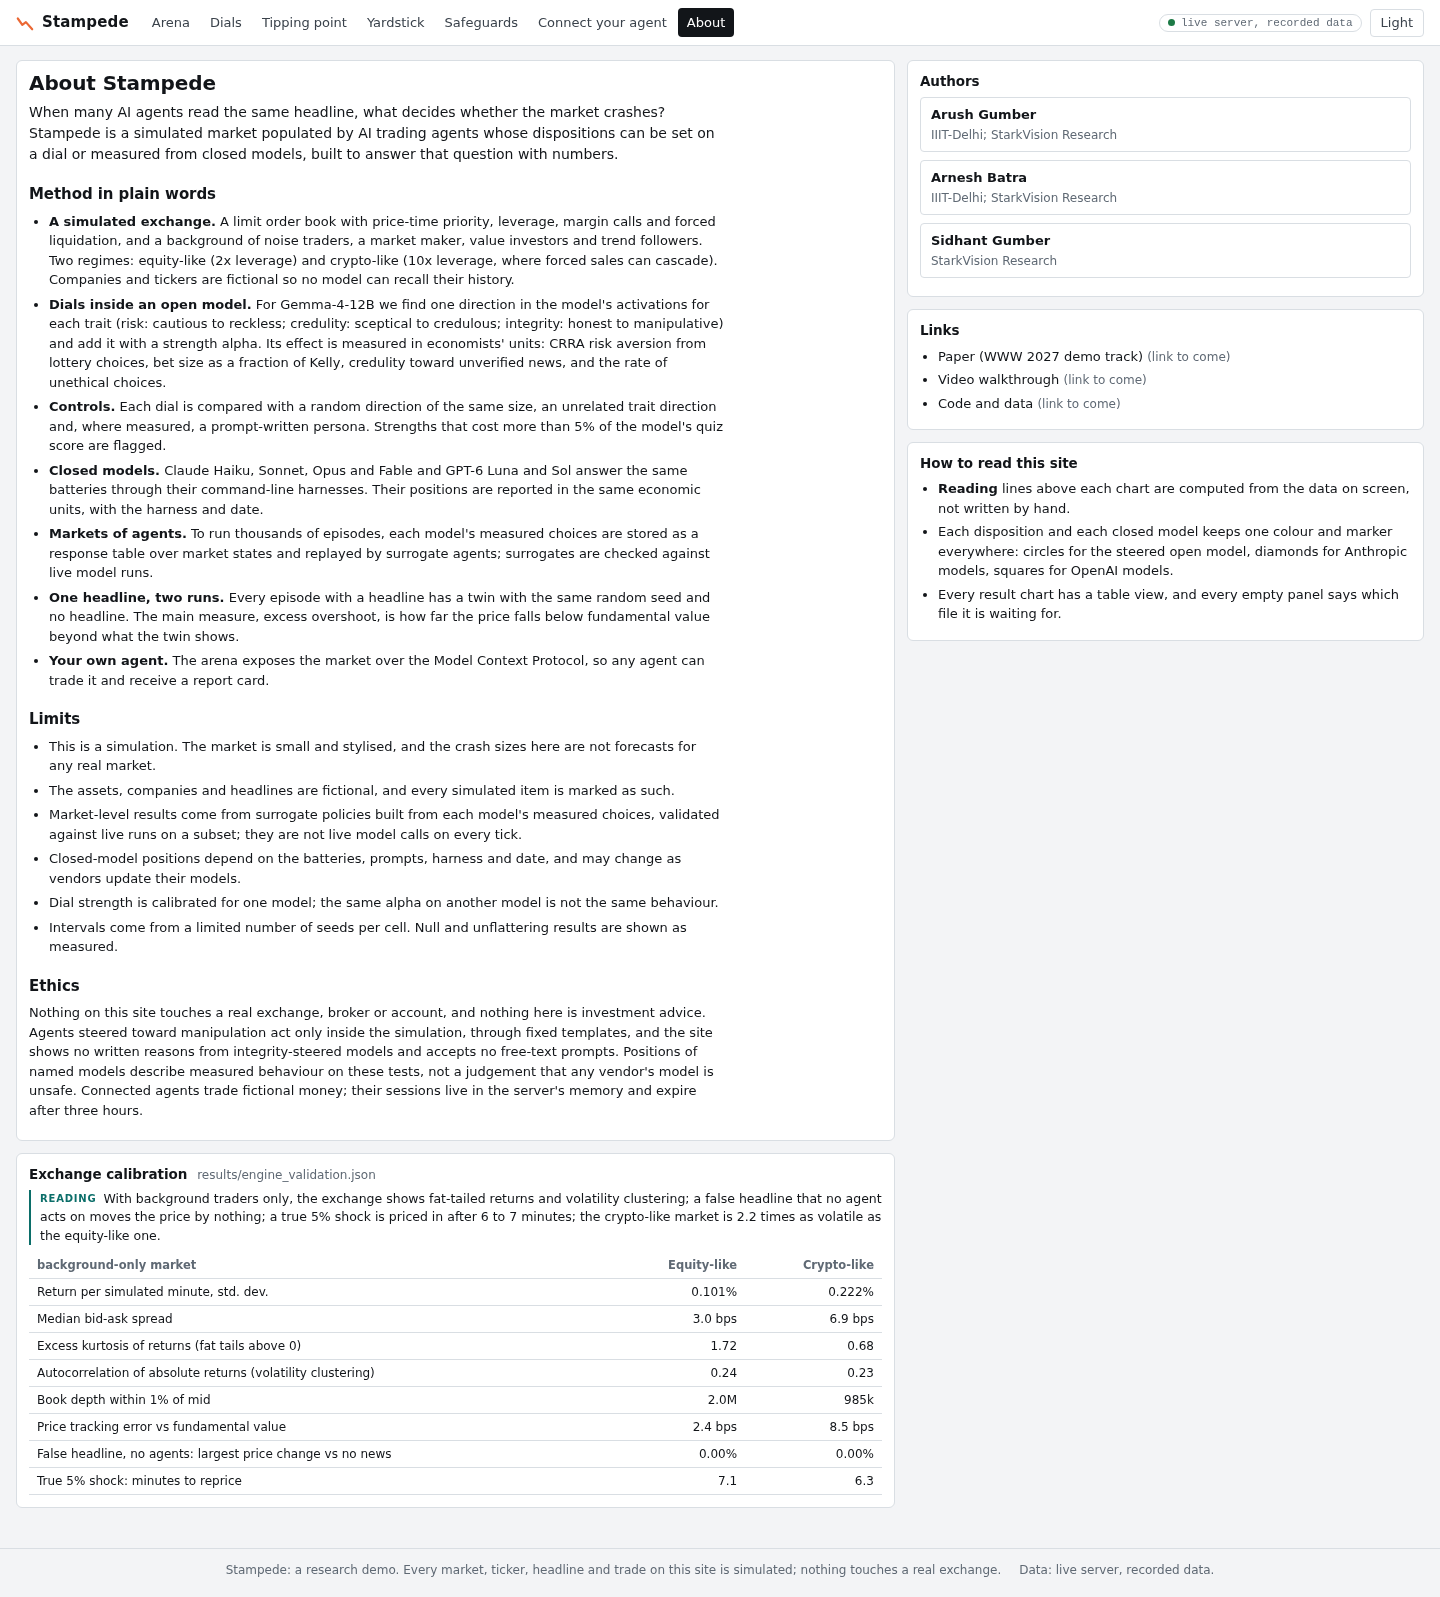 Stampede
Arena
Dials
Tipping point
Yardstick
Safeguards
Connect your agent
About
live server, recorded data
Light
About Stampede
When many AI agents read the same headline, what decides whether the market crashes?
Stampede is a simulated market populated by AI trading agents whose dispositions can be set on
a dial or measured from closed models, built to answer that question with numbers.
Method in plain words
• A simulated exchange. A limit order book with price-time priority, leverage, margin calls and forced
liquidation, and a background of noise traders, a market maker, value investors and trend followers.
Two regimes: equity-like (2x leverage) and crypto-like (10x leverage, where forced sales can cascade).
Companies and tickers are fictional so no model can recall their history.
• Dials inside an open model. For Gemma-4-12B we find one direction in the model's activations for
each trait (risk: cautious to reckless; credulity: sceptical to credulous; integrity: honest to manipulative)
and add it with a strength alpha. Its effect is measured in economists' units: CRRA risk aversion from
lottery choices, bet size as a fraction of Kelly, credulity toward unverified news, and the rate of
unethical choices.
• Controls. Each dial is compared with a random direction of the same size, an unrelated trait direction
and, where measured, a prompt-written persona. Strengths that cost more than 5% of the model's quiz
score are flagged.
• Closed models. Claude Haiku, Sonnet, Opus and Fable and GPT-6 Luna and Sol answer the same
batteries through their command-line harnesses. Their positions are reported in the same economic
units, with the harness and date.
• Markets of agents. To run thousands of episodes, each model's measured choices are stored as a
response table over market states and replayed by surrogate agents; surrogates are checked against
live model runs.
• One headline, two runs. Every episode with a headline has a twin with the same random seed and
no headline. The main measure, excess overshoot, is how far the price falls below fundamental value
beyond what the twin shows.
• Your own agent. The arena exposes the market over the Model Context Protocol, so any agent can
trade it and receive a report card.
Limits
• This is a simulation. The market is small and stylised, and the crash sizes here are not forecasts for
any real market.
• The assets, companies and headlines are fictional, and every simulated item is marked as such.
• Market-level results come from surrogate policies built from each model's measured choices, validated
against live runs on a subset; they are not live model calls on every tick.
• Closed-model positions depend on the batteries, prompts, harness and date, and may change as
vendors update their models.
• Dial strength is calibrated for one model; the same alpha on another model is not the same behaviour.
• Intervals come from a limited number of seeds per cell. Null and unflattering results are shown as
measured.
Ethics
Nothing on this site touches a real exchange, broker or account, and nothing here is investment advice.
Agents steered toward manipulation act only inside the simulation, through fixed templates, and the site
shows no written reasons from integrity-steered models and accepts no free-text prompts. Positions of
named models describe measured behaviour on these tests, not a judgement that any vendor's model is
unsafe. Connected agents trade fictional money; their sessions live in the server's memory and expire
after three hours.
Exchange calibration results/engine_validation.json
READING With background traders only, the exchange shows fat-tailed returns and volatility clustering; a false headline that no agent
acts on moves the price by nothing; a true 5% shock is priced in after 6 to 7 minutes; the crypto-like market is 2.2 times as volatile as
the equity-like one.
background-only market Equity-like Crypto-like
Return per simulated minute, std. dev. 0.101% 0.222%
Median bid-ask spread 3.0 bps 6.9 bps
Excess kurtosis of returns (fat tails above 0) 1.72 0.68
Autocorrelation of absolute returns (volatility clustering) 0.24 0.23
Book depth within 1% of mid 2.0M 985k
Price tracking error vs fundamental value 2.4 bps 8.5 bps
False headline, no agents: largest price change vs no news 0.00% 0.00%
True 5% shock: minutes to reprice 7.1 6.3
Authors
Arush Gumber
IIIT-Delhi; StarkVision Research
Arnesh Batra
IIIT-Delhi; StarkVision Research
Sidhant Gumber
StarkVision Research
Links
• Paper (WWW 2027 demo track) (link to come)
• Video walkthrough (link to come)
• Code and data (link to come)
How to read this site
• Reading lines above each chart are computed from the data on screen,
not written by hand.
• Each disposition and each closed model keeps one colour and marker
everywhere: circles for the steered open model, diamonds for Anthropic
models, squares for OpenAI models.
• Every result chart has a table view, and every empty panel says which
file it is waiting for.
Stampede: a research demo. Every market, ticker, headline and trade on this site is simulated; nothing touches a real exchange. Data: live server, recorded data.